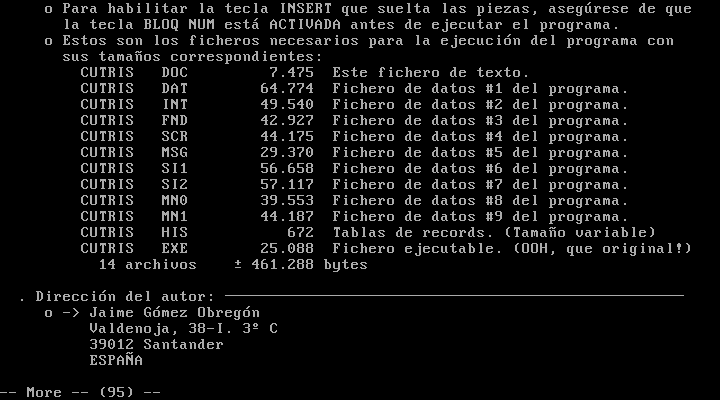 o Para habilitar la tecla INSERT que suelta las piezas, asegúrese de que
la tecla BLOQ NUM está ACTIVADA antes de ejecutar el programa.
o Estos son los ficheros necesarios para la ejecución del programa con
sus tamaños correspondientes:
CUTRIS DOC 7.475 Este fichero de texto.
CUTRIS DAT 64.774 Fichero de datos #1 del programa.
CUTRIS INT 49.540 Fichero de datos #2 del programa.
CUTRIS FND 42.927 Fichero de datos #3 del programa.
CUTRIS SCR 44.175 Fichero de datos #4 del programa.
CUTRIS MSG 29.370 Fichero de datos #5 del programa.
CUTRIS SI1 56.658 Fichero de datos #6 del programa.
CUTRIS SI2 57.117 Fichero de datos #7 del programa.
CUTRIS MN0 39.553 Fichero de datos #8 del programa.
CUTRIS MN1 44.187 Fichero de datos #9 del programa.
CUTRIS HIS 672 Tablas de records. (Tamaño variable)
CUTRIS EXE 25.088 Fichero ejecutable. (OOH, que original!)
14 archivos ± 461.288 bytes
. Dirección del autor:
o -> Jaime Gómez Obregón
Valdenoja, 38-I. 3º C
39012 Santander
ESPAÑA
-- More -- (95) --